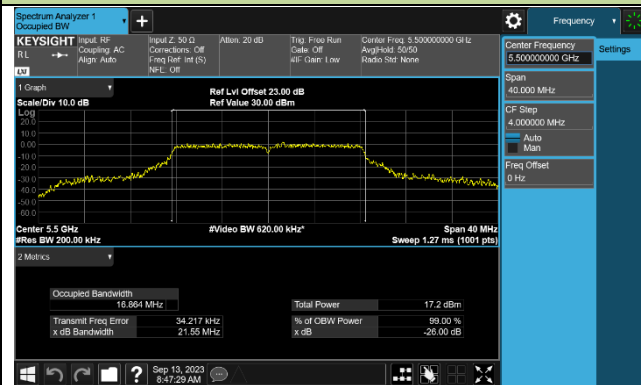 Spectrum Analyzer 1
Occupied BW
Frequency
KEYSIGHT
RL
LXI
Input: RF
Coupling: AC
Align: Auto
Input Z: 50 Ω
Corrections: Off
Freq Ref: Int (S)
NFE: Off
Atten: 20 dB
Trig: Free Run
Gate: Off
#IF Gain: Low
Center Freq: 5.500000000 GHz
Avg|Hold: 50/50
Radio Std: None
Center Frequency
5.500000000 GHz
Settings
Span
40.000 MHz
CF Step
4.000000 MHz
Auto
Man
Freq Offset
0 Hz
1 Graph
Scale/Div 10.0 dB
Ref Lvl Offset 23.00 dB
Ref Value 30.00 dBm
Log
20.0
10.0
0.00
-10.0
-20.0
-30.0
-40.0
-50.0
-60.0
Center 5.5 GHz
#Res BW 200.00 kHz
#Video BW 620.00 kHz*
Span 40 MHz
Sweep 1.27 ms (1001 pts)
2 Metrics
Occupied Bandwidth
16.864 MHz
Transmit Freq Error 34.217 kHz
x dB Bandwidth 21.55 MHz
Total Power 17.2 dBm
% of OBW Power 99.00 %
x dB -26.00 dB
?
Sep 13, 2023
8:47:29 AM